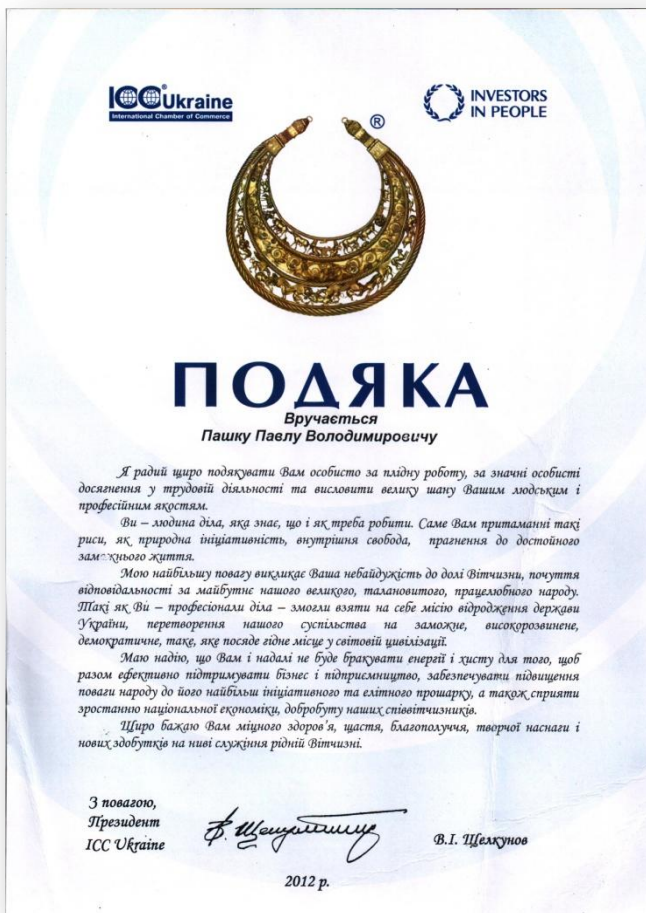 ICC® Ukraine
International Chamber of Commerce
INVESTORS
IN PEOPLE
®
ПОДЯКА
Вручається
Пашку Павлу Володимировичу
Я радий щиро подякувати Вам особисто за плідну роботу, за значні особисті
досягнення у трудовій діяльності та висловити велику шану Вашим людським і
професійним якостям.
Ви – людина діла, яка знає, що і як треба робити. Саме Вам притаманні такі
риси, як природна ініціативність, внутрішня свобода, прагнення до достойного
заможнього життя.
Мою найбільшу повагу викликає Ваша небайдужість до долі Вітчизни, почуття
відповідальності за майбутнє нашого великого, талановитого, працелюбного народу.
Такі як Ви – професіонали діла – змогли взяти на себе місію відродження держави
України, перетворення нашого суспільства на заможне, високорозвинене,
демократичне, таке, яке посяде гідне місце у світовій цивілізації.
Маю надію, що Вам і надалі не буде бракувати енергії і хисту для того, щоб
разом ефективно підтримувати бізнес і підприємництво, забезпечувати підвищення
поваги народу до його найбільш ініціативного та елітного прошарку, а також сприяти
зростанню національної економіки, добробуту наших співвітчизників.
Щиро бажаю Вам міцного здоров'я, щастя, благополуччя, творчої наснаги і
нових здобутків на ниві служіння рідній Вітчизні.
З повагою,
Президент
ICC Ukraine
В.І. Щелкунов
2012 р.